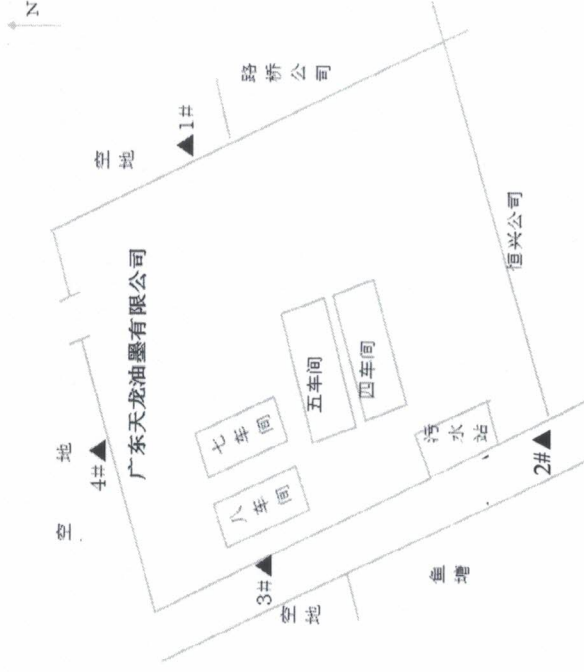 N
路桥公司
▲1#
空地
广东天龙油墨有限公司
恒兴公司
五车间
四车间
七车间
八车间
污水站
空地
4#▲
3#▲
空地
鱼塘
2#▲